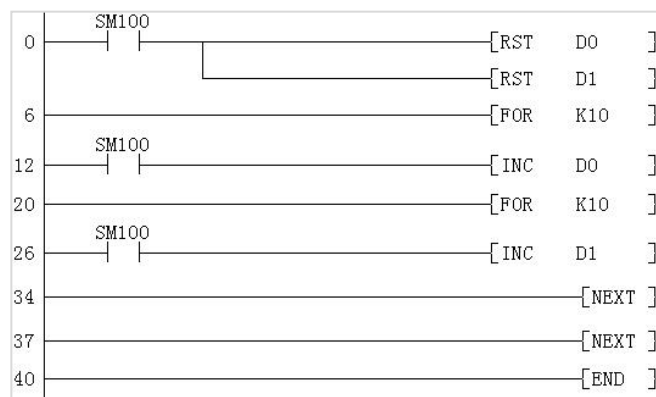 SM100
0 [RST D0 ]
[RST D1 ]
6 [FOR K10 ]
SM100
12 [INC D0 ]
20 [FOR K10 ]
SM100
26 [INC D1 ]
34 [NEXT ]
37 [NEXT ]
40 [END ]